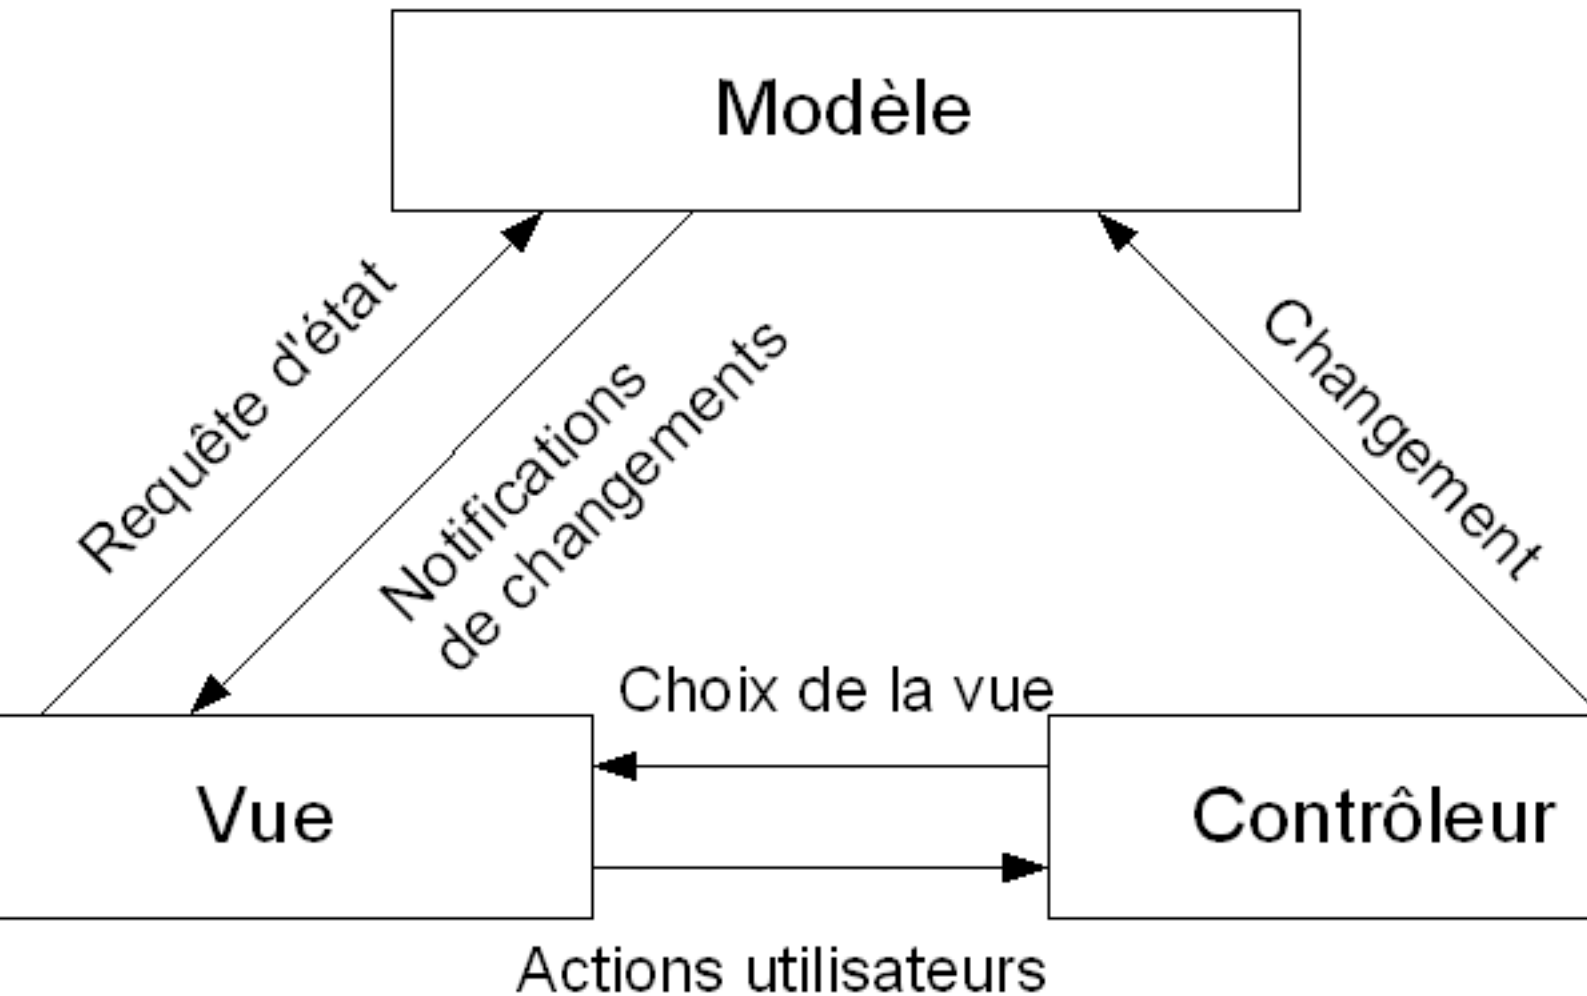 Modèle
Requête d'état
Notifications
de changements
Changement
Choix de la vue
Vue
Contrôleur
Actions utilisateurs